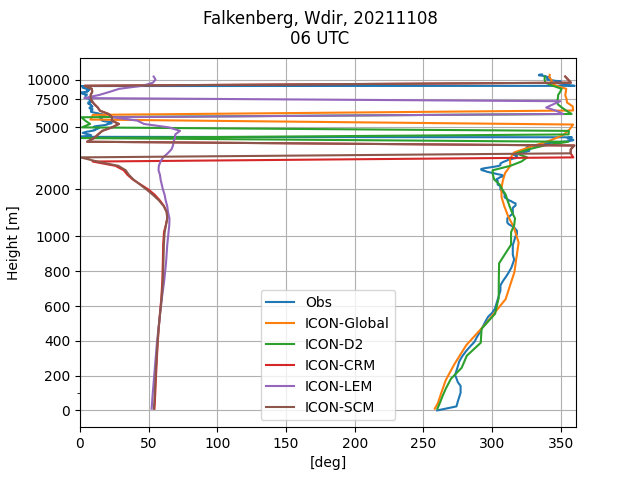 Falkenberg, Wdir, 20211108
06 UTC
10000
7500
5000
2000
1000
800
600
400
200
0
Height [m]
Obs
ICON-Global
ICON-D2
ICON-CRM
ICON-LEM
ICON-SCM
0 50 100 150 200 250 300 350
[deg]